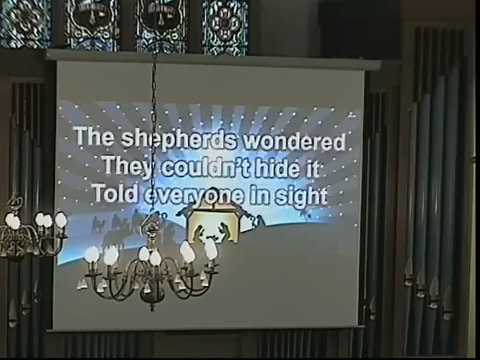 The shepherds wondered
They couldn't hide it
Told everyone in sight